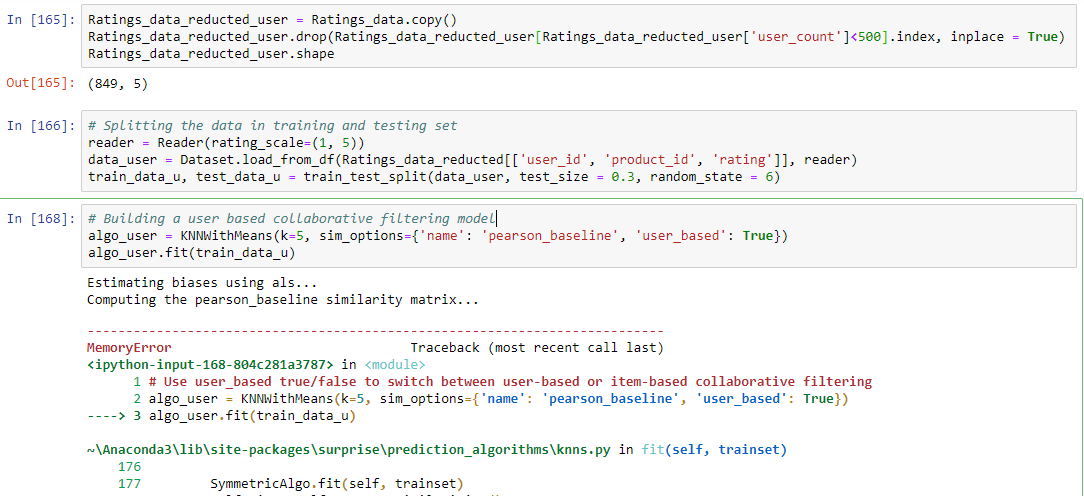 In [165]: Ratings_data_reducted_user = Ratings_data.copy()
Ratings_data_reducted_user.drop(Ratings_data_reducted_user[Ratings_data_reducted_user['user_count']<500].index, inplace = True)
Ratings_data_reducted_user.shape
Out[165]: (849, 5)
In [166]: # Splitting the data in training and testing set
reader = Reader(rating_scale=(1, 5))
data_user = Dataset.load_from_df(Ratings_data_reducted[['user_id', 'product_id', 'rating']], reader)
train_data_u, test_data_u = train_test_split(data_user, test_size = 0.3, random_state = 6)
In [168]: # Building a user based collaborative filtering model
algo_user = KNNWithMeans(k=5, sim_options={'name': 'pearson_baseline', 'user_based': True})
algo_user.fit(train_data_u)
Estimating biases using als...
Computing the pearson_baseline similarity matrix...
---------------------------------------------------------------------------
MemoryError Traceback (most recent call last)
<ipython-input-168-804c281a3787> in <module>
1 # Use user_based true/false to switch between user-based or item-based collaborative filtering
2 algo_user = KNNWithMeans(k=5, sim_options={'name': 'pearson_baseline', 'user_based': True})
----> 3 algo_user.fit(train_data_u)
~\Anaconda3\lib\site-packages\surprise\prediction_algorithms\knns.py in fit(self, trainset)
176
177 SymmetricAlgo.fit(self, trainset)